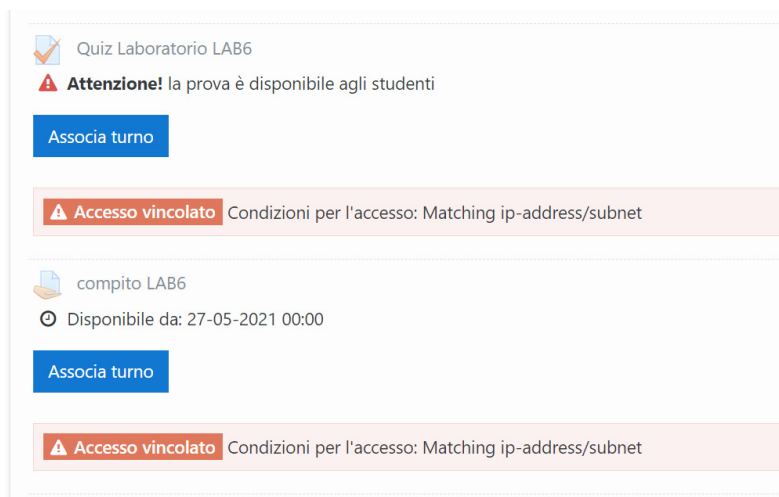 Quiz Laboratorio LAB6
Attenzione! la prova è disponibile agli studenti
Associa turno
Accesso vincolato Condizioni per l'accesso: Matching ip-address/subnet
compito LAB6
Disponibile da: 27-05-2021 00:00
Associa turno
Accesso vincolato Condizioni per l'accesso: Matching ip-address/subnet